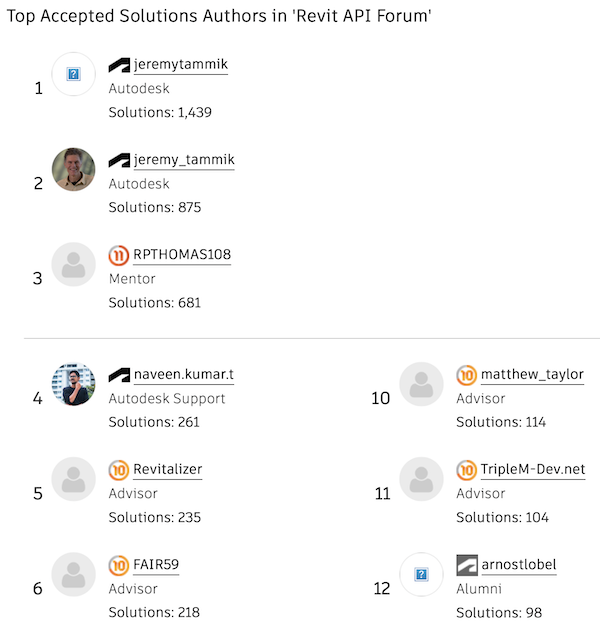 Top Accepted Solutions Authors in 'Revit API Forum'
1
jeremytammik
Autodesk
Solutions: 1,439
2
jeremy_tammik
Autodesk
Solutions: 875
3
11 RPTHOMAS108
Mentor
Solutions: 681
4
naveen.kumar.t
Autodesk Support
Solutions: 261
5
10 Revitalizer
Advisor
Solutions: 235
6
10 FAIR59
Advisor
Solutions: 218
10
10 matthew_taylor
Advisor
Solutions: 114
11
10 TripleM-Dev.net
Advisor
Solutions: 104
12
arnostlobel
Alumni
Solutions: 98